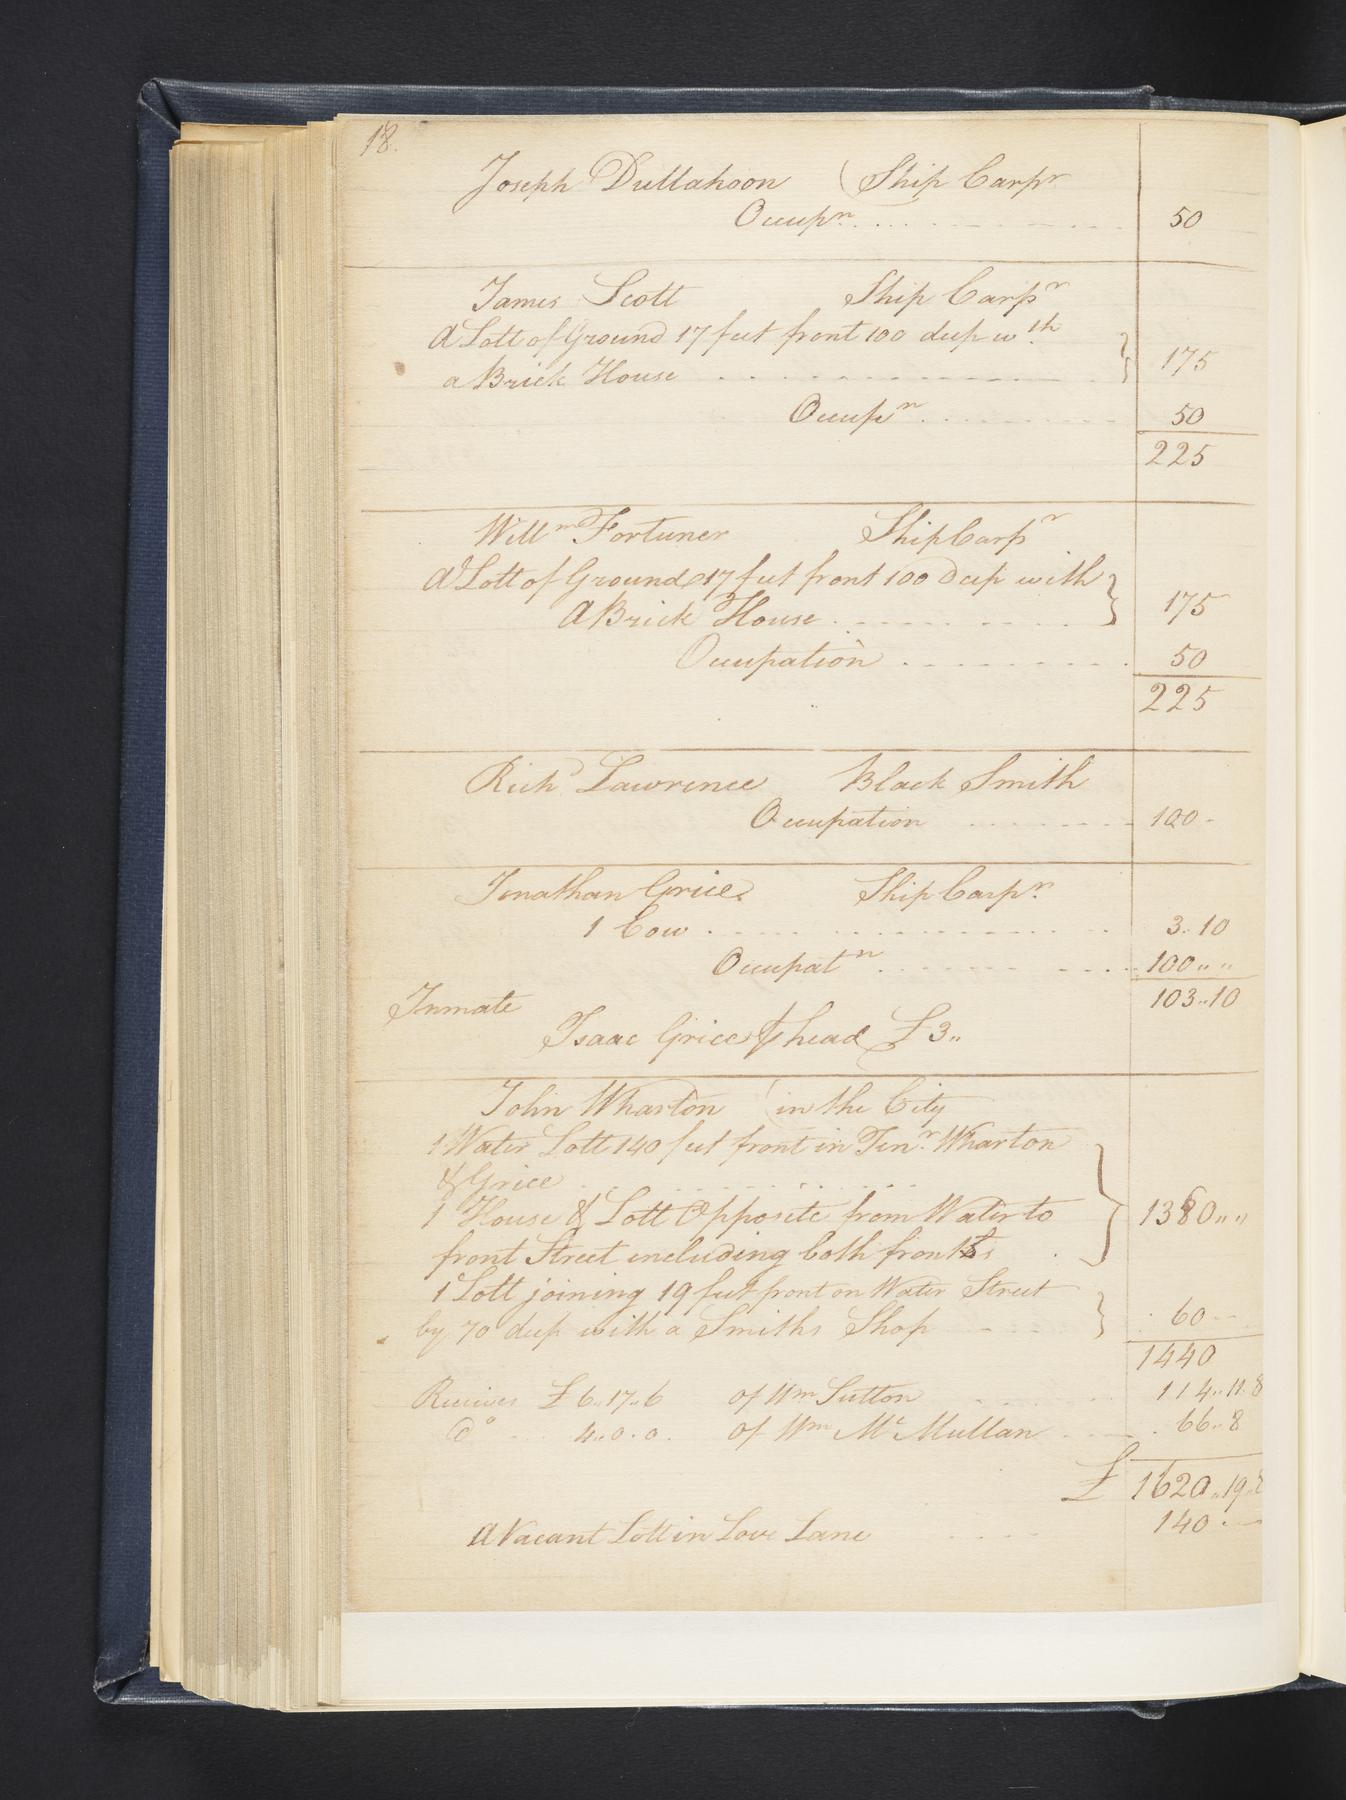 18.
Joseph Dullahoon (Ship Carpr
Occupn. 50
James Scott Ship Carpr
A Lott of Ground 17 feet front 100 deep wth
a Brick House 175
Occupn 50
225
Willm Fortuner Ship Carpr
A Lott of Ground 17 feet front 100 Deep with
A Brick House 175
Occupation 50
225
Richd Lawrence Black Smith
Occupation 100
Jonathan Grice Ship Carpn
1 Cow 3..10
Occupatn 100
103..10
Inmate
Isaac Grice head £3..
John Wharton (in the City
1 Water Lott 140 feet front in Tenr. Wharton
& Grice
1 House & Lott Opposite from Water to 1380
front Street including both fronts
1 Lott joining 19 feet front on Water Street
by 70 deep with a Smiths Shop 60
1440
Receives £6..17..6 of Wm Sutton 114..11.8
Do 4..0.0. of Wm Mc Mullan 66..8
£ 1620..19
A Vacant Lott in Love Lane 140